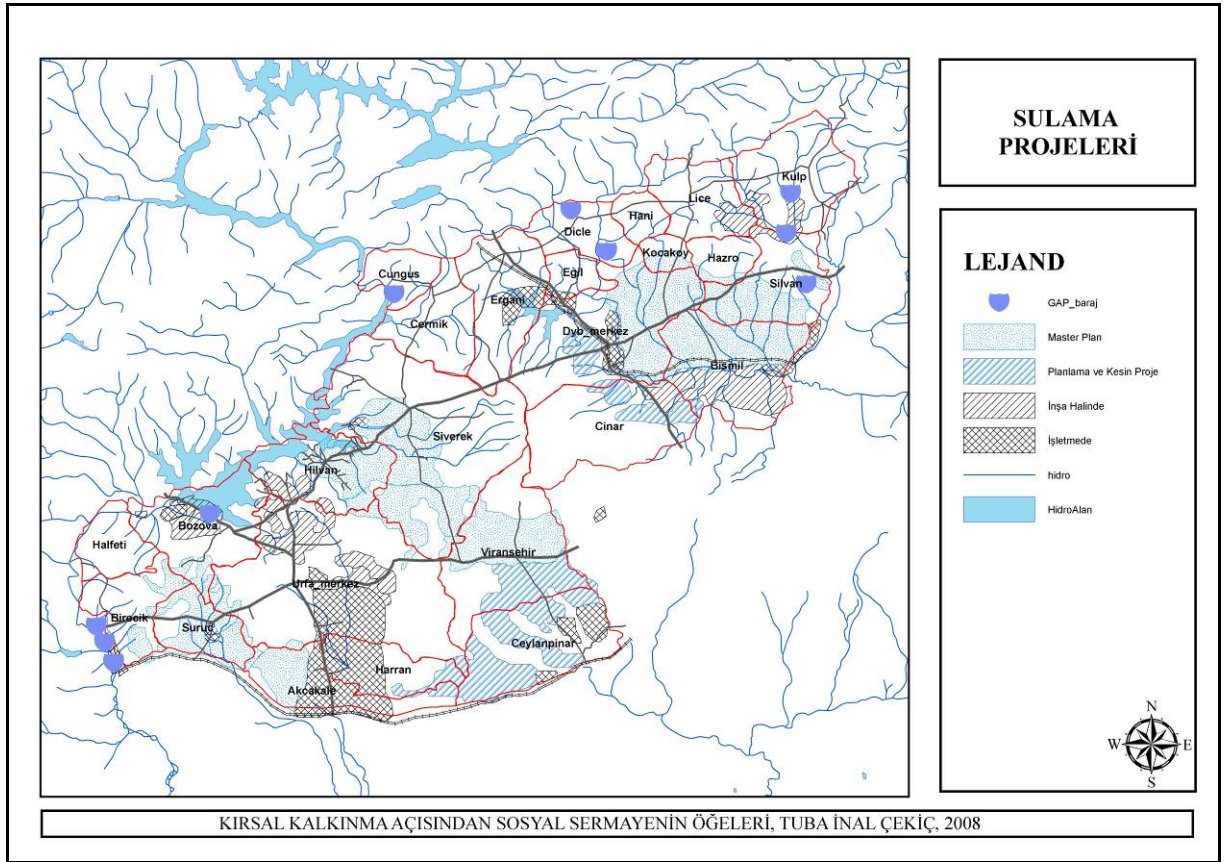 SULAMA
PROJELERİ
LEJAND
GAP_baraj
Master Plan
Planlama ve Kesin Proje
İnşa Halinde
İşletmede
hidro
HidroAlan
N
W
E
S
Kulp
Lice
Hani
Dicle
Kocakoy
Hazro
Egil
Silvan
Cungus
Ergani
Cermik
Dyb_merkez
Bismil
Cinar
Siverek
Hilvan
Bozova
Halfeti
Viransehir
Urfa_merkez
Birecik
Suruc
Ceylanpinar
Harran
Akcakale
KIRSAL KALKINMA AÇISINDAN SOSYAL SERMAYENİN ÖĞELERİ, TUBA İNAL ÇEKİÇ, 2008